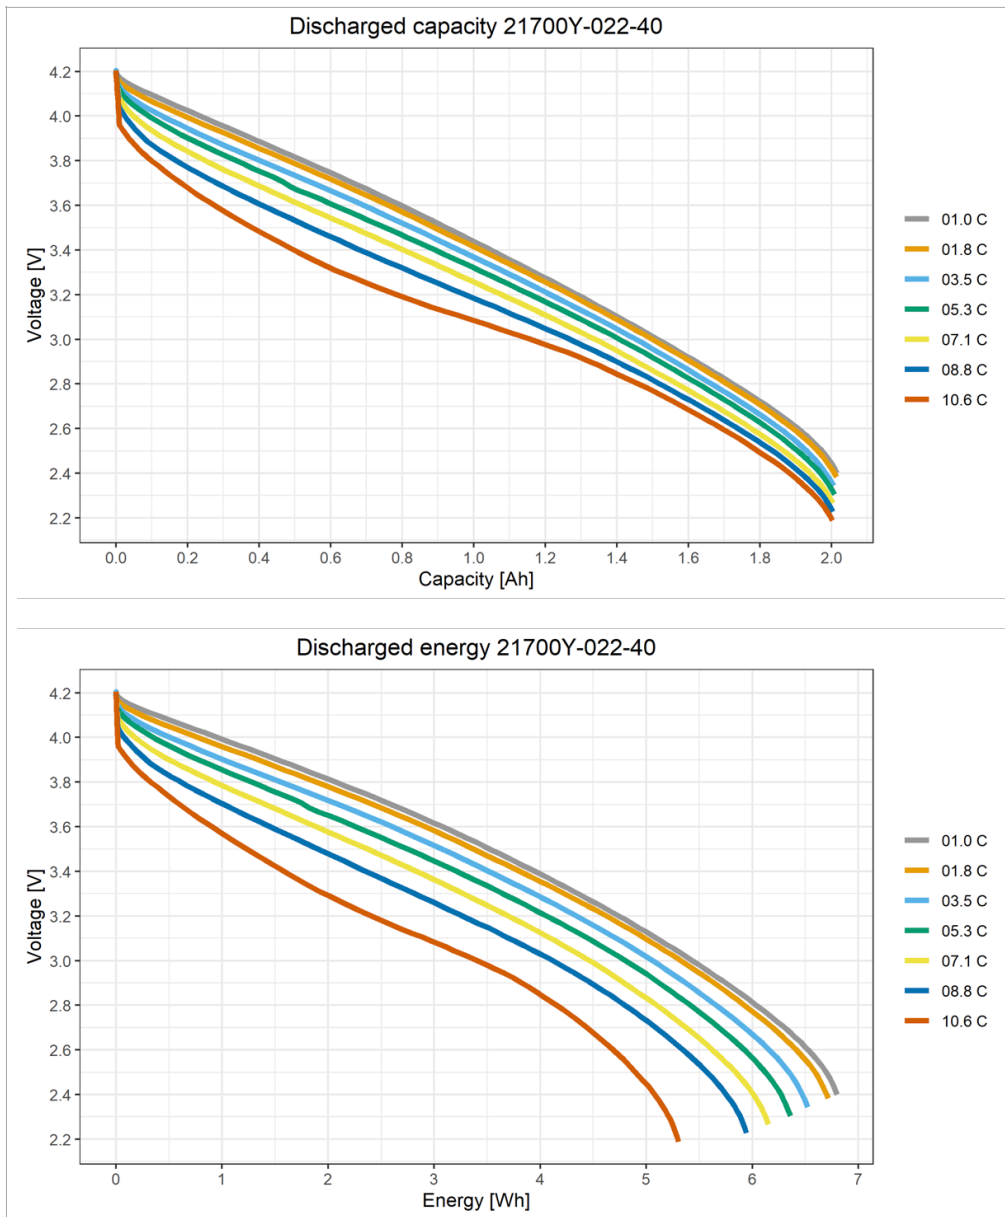 Discharged capacity 21700Y-022-40
Voltage [V]
4.2
4.0
3.8
3.6
3.4
3.2
3.0
2.8
2.6
2.4
2.2
0.0 0.2 0.4 0.6 0.8 1.0 1.2 1.4 1.6 1.8 2.0
Capacity [Ah]
01.0 C
01.8 C
03.5 C
05.3 C
07.1 C
08.8 C
10.6 C
Discharged energy 21700Y-022-40
Voltage [V]
4.2
4.0
3.8
3.6
3.4
3.2
3.0
2.8
2.6
2.4
2.2
0 1 2 3 4 5 6 7
Energy [Wh]
01.0 C
01.8 C
03.5 C
05.3 C
07.1 C
08.8 C
10.6 C